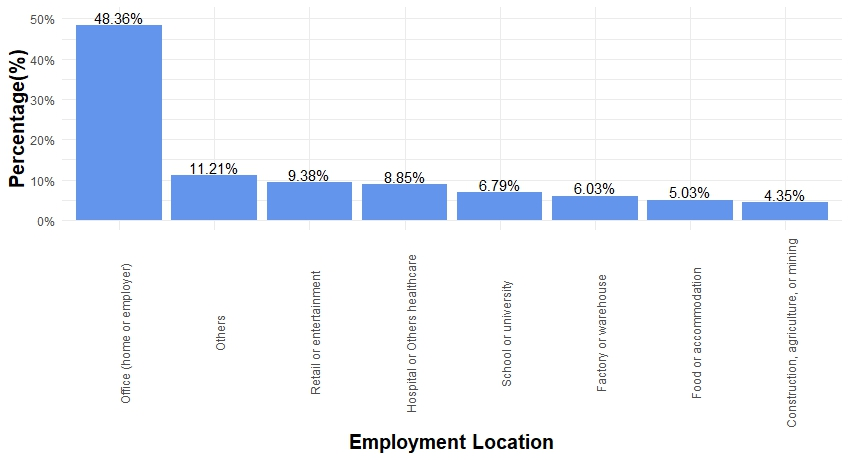 Percentage(%)
50%
40%
30%
20%
10%
0%
48.36%
11.21%
9.38%
8.85%
6.79%
6.03%
5.03%
4.35%
Office (home or employer)
Others
Retail or entertainment
Hospital or Others healthcare
School or university
Factory or warehouse
Food or accommodation
Construction, agriculture, or mining
Employment Location